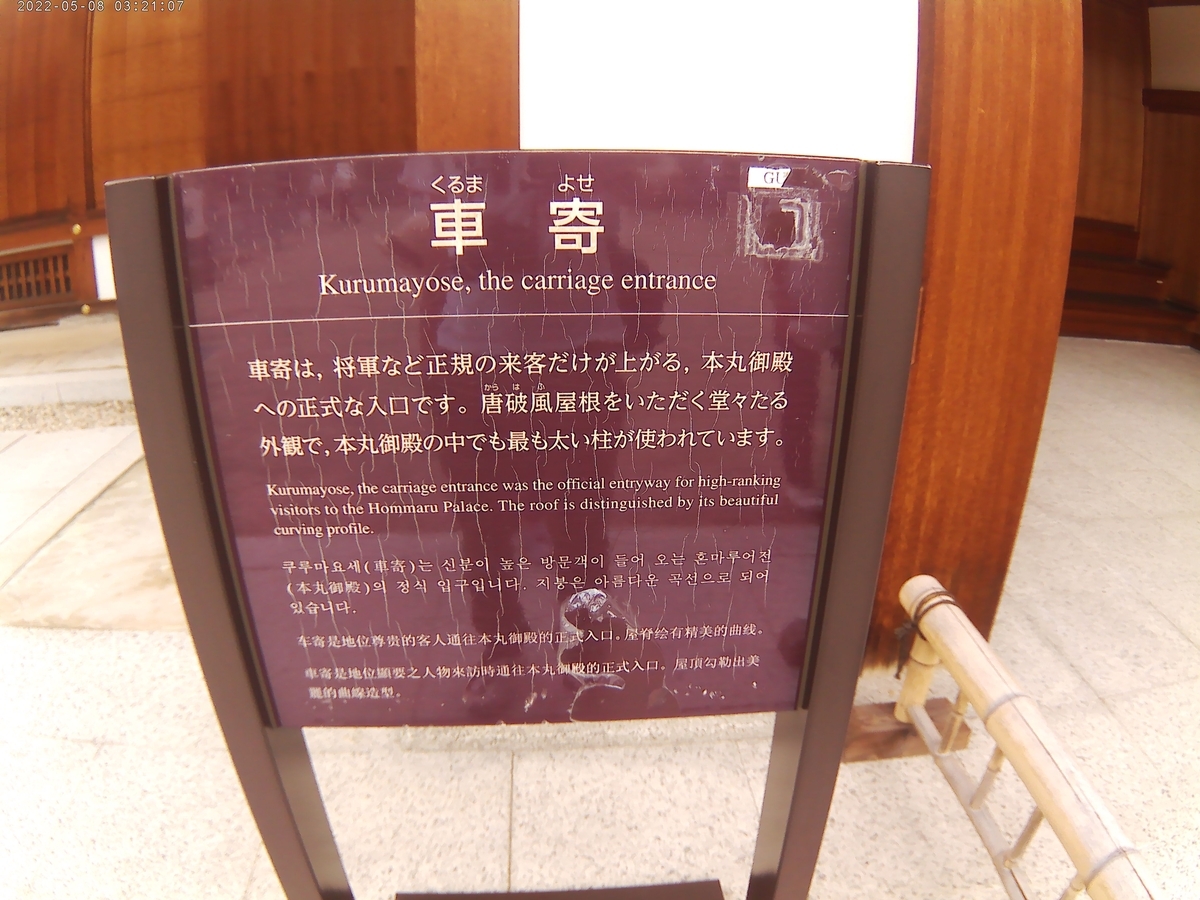 2022-05-08 03:21:07
GU
くるま よせ
車 寄
Kurumayose, the carriage entrance
車寄は, 将軍など正規の来客だけが上がる, 本丸御殿
から は ふ
への正式な入口です。唐破風屋根をいただく堂々たる
外観で, 本丸御殿の中でも最も太い柱が使われています。
Kurumayose, the carriage entrance was the official entryway for high-ranking
visitors to the Hommaru Palace. The roof is distinguished by its beautiful
curving profile.
쿠루마요세(車寄)는 신분이 높은 방문객이 들어 오는 혼마루어전
(本丸御殿)의 정식 입구입니다. 지붕은 아름다운 곡선으로 되어
있습니다.
车寄是地位尊贵的客人通往本丸御殿的正式入口。屋脊绘有精美的曲线。
車寄是地位顯要之人物來訪時通往本丸御殿的正式入口。屋頂勾勒出美
麗的曲線造型。